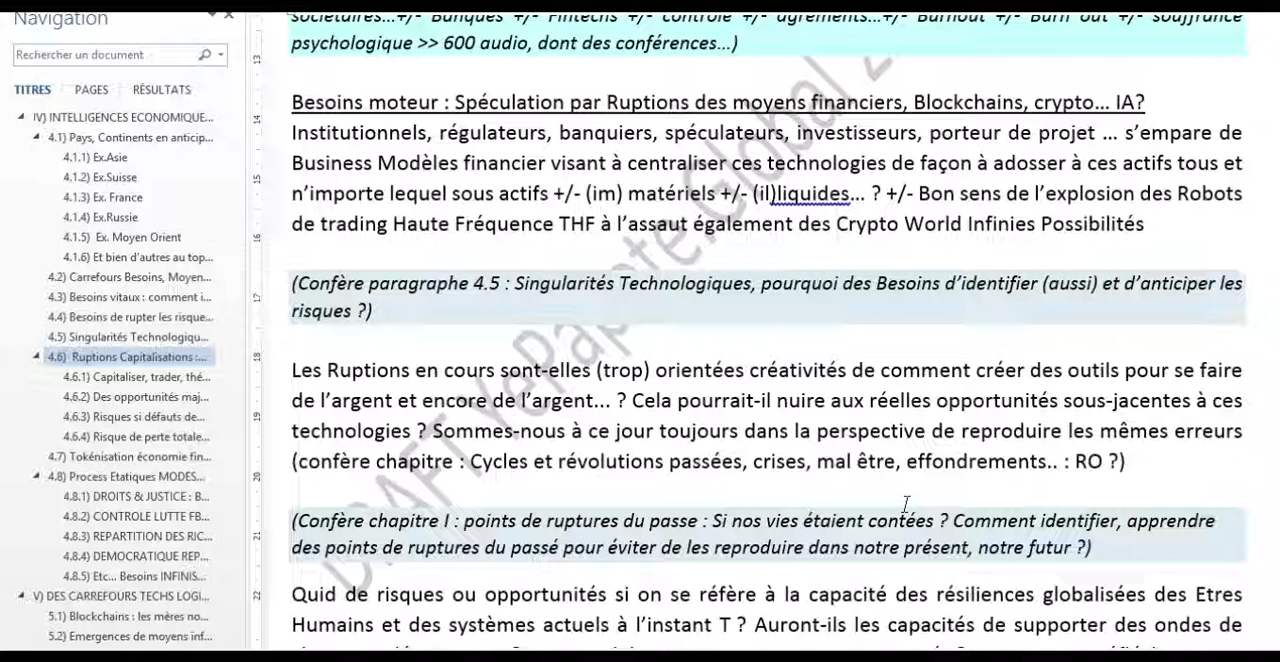 Navigation
Rechercher un document
TITRES PAGES RÉSULTATS
IV) INTELLIGENCES ECONOMIQUE...
4.1) Pays, Continents en anticip...
4.1.1) Ex.Asie
4.1.2) Ex.Suisse
4.1.3) Ex. France
4.1.4) Ex.Russie
4.1.5) Ex. Moyen Orient
4.1.6) Et bien d'autres au top...
4.2) Carrefours Besoins, Moyen...
4.3) Besoins vitaux : comment i...
4.4) Besoins de rupter les risque...
4.5) Singularités Technologiqu...
4.6) Ruptions Capitalisations :...
4.6.1) Capitaliser, trader, thé...
4.6.2) Des opportunités maj...
4.6.3) Risques si défauts de...
4.6.4) Risque de perte totale...
4.7) Tokénisation économie fin...
4.8) Process Etatiques MODES...
4.8.1) DROITS & JUSTICE : B...
4.8.2) CONTROLE LUTTE FB...
4.8.3) REPARTITION DES RIC...
4.8.4) DEMOCRATIQUE REP...
4.8.5) Etc... Besoins INFINIS...
V) DES CARREFOURS TECHS LOGI...
5.1) Blockchains : les mères no...
5.2) Emergences de moyens inf...
13
14
15
16
17
18
19
20
21
22
sociétaires...+/- Banques +/- Fintechs +/- contrôle +/- agréments...+/- Burnout +/- Burn out +/- souffrance
psychologique >> 600 audio, dont des conférences...)
Besoins moteur : Spéculation par Ruptions des moyens financiers, Blockchains, crypto... IA?
Institutionnels, régulateurs, banquiers, spéculateurs, investisseurs, porteur de projet ... s'empare de
Business Modèles financier visant à centraliser ces technologies de façon à adosser à ces actifs tous et
n'importe lequel sous actifs +/- (im) matériels +/- (il)liquides... ? +/- Bon sens de l'explosion des Robots
de trading Haute Fréquence THF à l'assaut également des Crypto World Infinies Possibilités
(Confère paragraphe 4.5 : Singularités Technologiques, pourquoi des Besoins d'identifier (aussi) et d'anticiper les
risques ?)
Les Ruptions en cours sont-elles (trop) orientées créativités de comment créer des outils pour se faire
de l'argent et encore de l'argent... ? Cela pourrait-il nuire aux réelles opportunités sous-jacentes à ces
technologies ? Sommes-nous à ce jour toujours dans la perspective de reproduire les mêmes erreurs
(confère chapitre : Cycles et révolutions passées, crises, mal être, effondrements.. : RO ?)
(Confère chapitre I : points de ruptures du passe : Si nos vies étaient contées ? Comment identifier, apprendre
des points de ruptures du passé pour éviter de les reproduire dans notre présent, notre futur ?)
Quid de risques ou opportunités si on se réfère à la capacité des résiliences globalisées des Etres
Humains et des systèmes actuels à l'instant T ? Auront-ils les capacités de supporter des ondes de